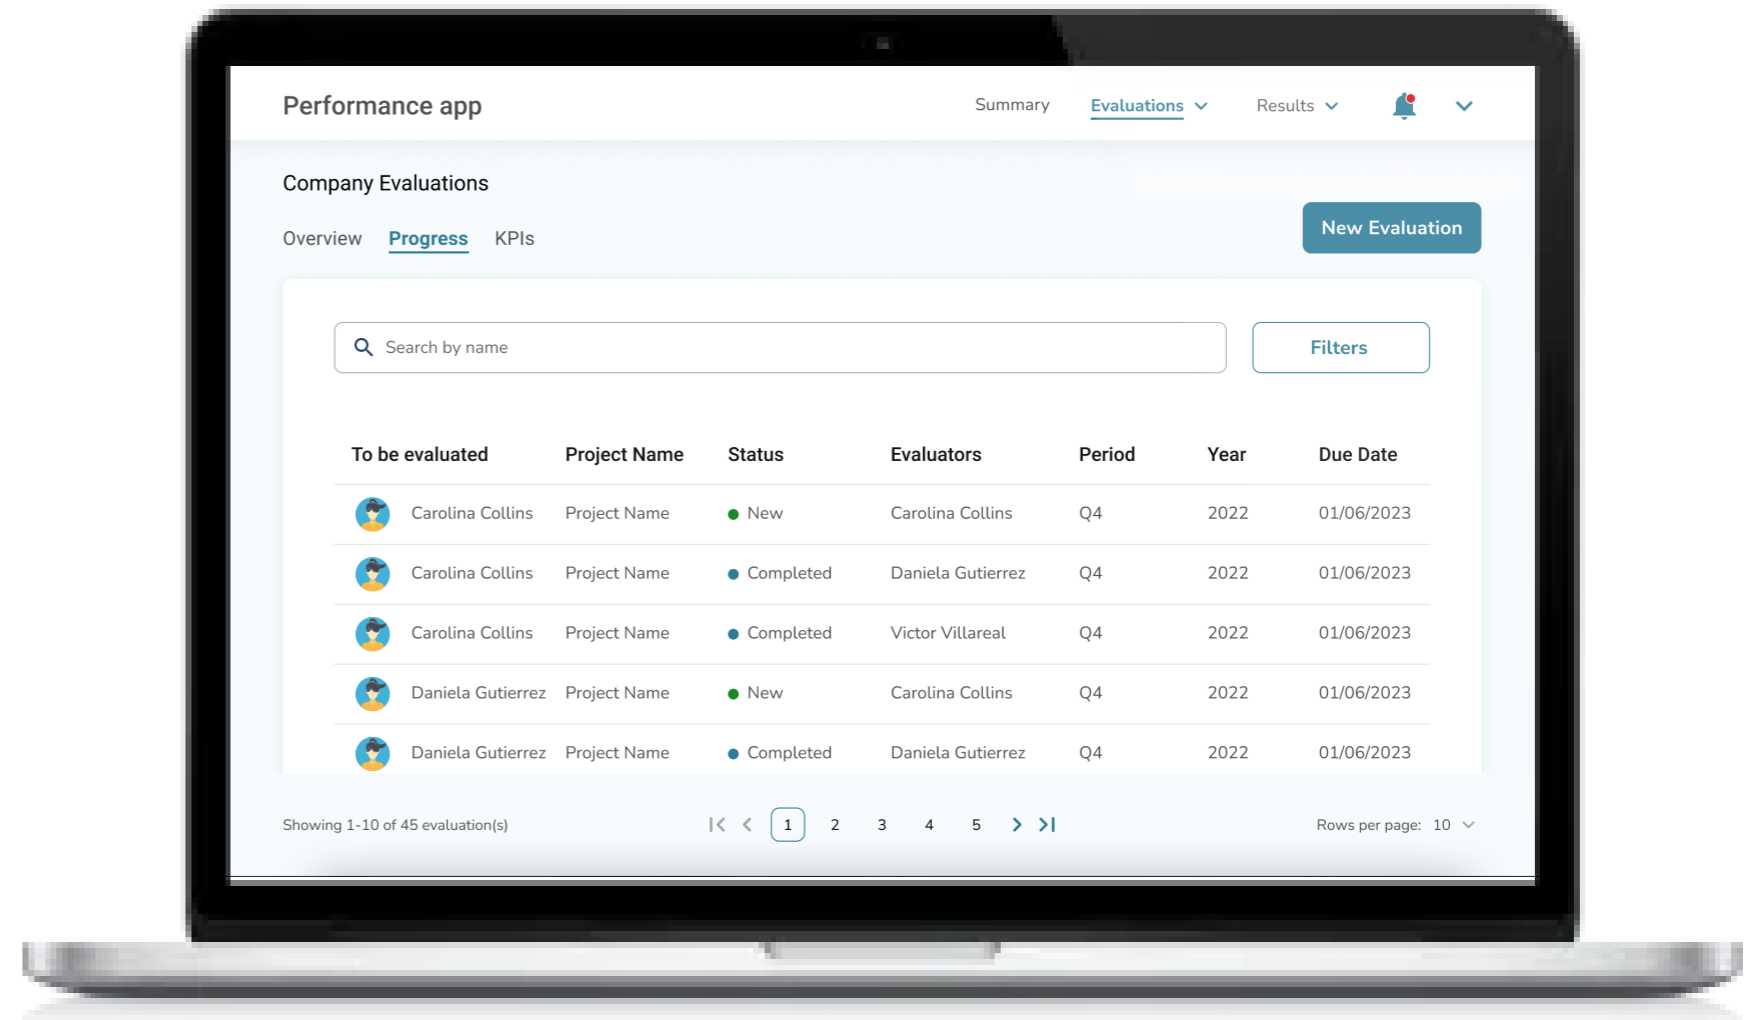 Performance app Summary Evaluations Results
Company Evaluations
Overview Progress KPIs
New Evaluation
Search by name Filters
To be evaluated Project Name Status Evaluators Period Year Due Date
Carolina Collins Project Name New Carolina Collins Q4 2022 01/06/2023
Carolina Collins Project Name Completed Daniela Gutierrez Q4 2022 01/06/2023
Carolina Collins Project Name Completed Victor Villareal Q4 2022 01/06/2023
Daniela Gutierrez Project Name New Carolina Collins Q4 2022 01/06/2023
Daniela Gutierrez Project Name Completed Daniela Gutierrez Q4 2022 01/06/2023
Showing 1-10 of 45 evaluation(s) 1 2 3 4 5 Rows per page: 10